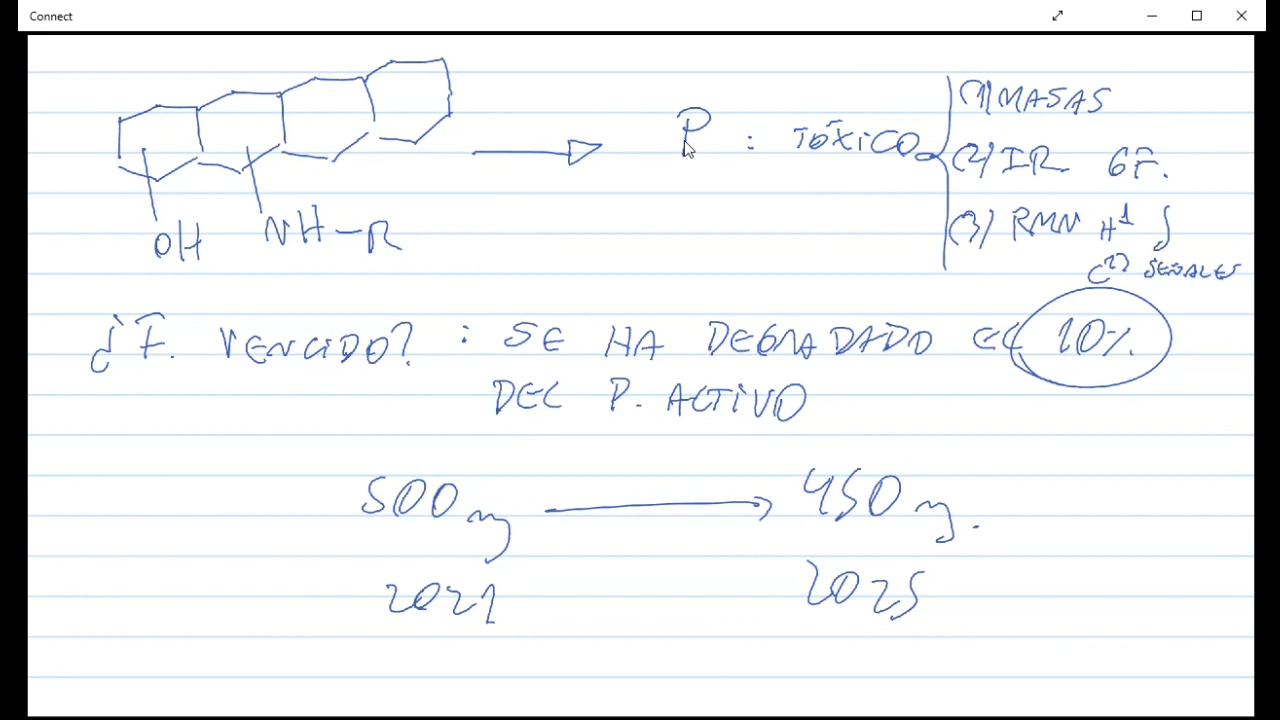 Connect
(1) MASAS
P : TÓXICO
(2) IR GF.
OH NH-R
(3) RMN H1
C13 SEÑALES
¿F. VENCIDO? : SE HA DEGRADADO EL 10%
DEL P. ACTIVO
500 mg → 450 mg.
2021 2025